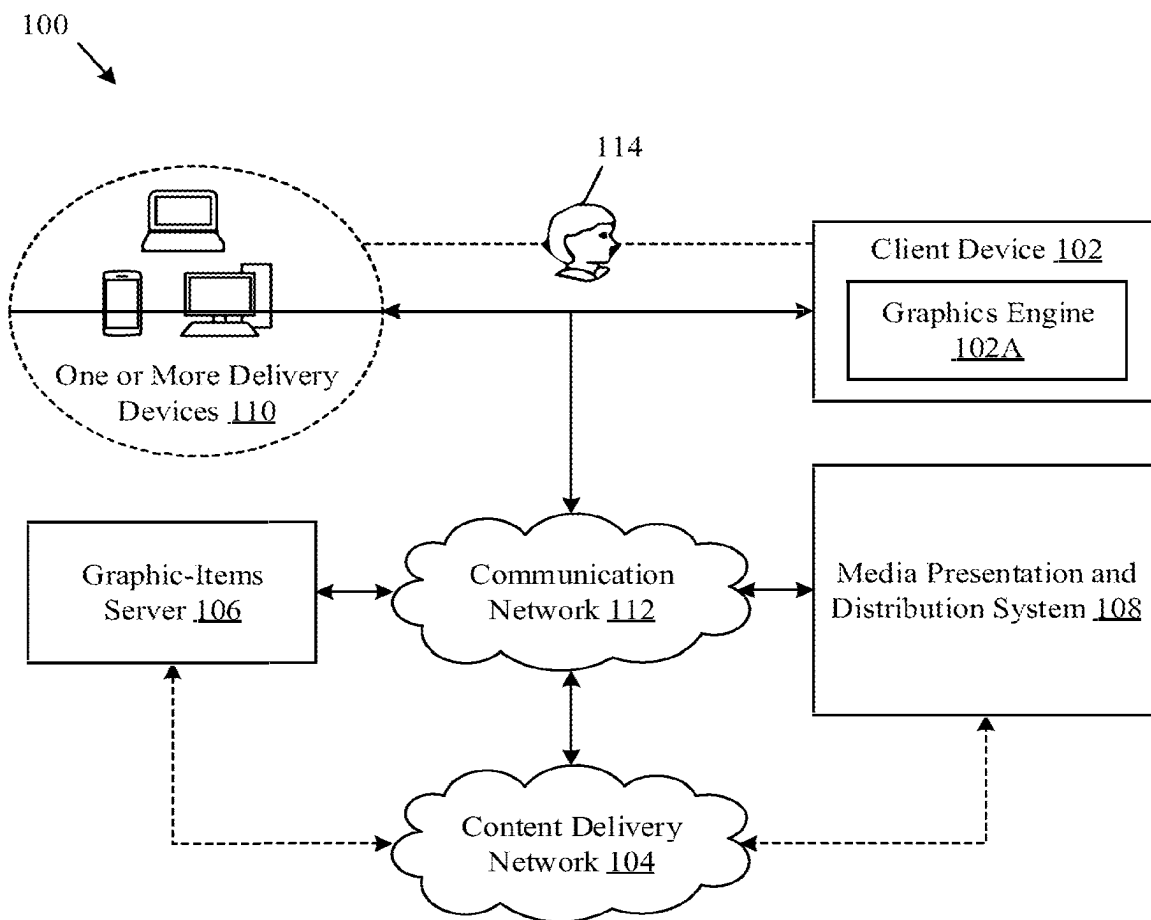 100
114
Client Device 102
Graphics Engine
102A
One or More Delivery
Devices 110
Graphic-Items
Server 106
Communication
Network 112
Media Presentation and
Distribution System 108
Content Delivery
Network 104